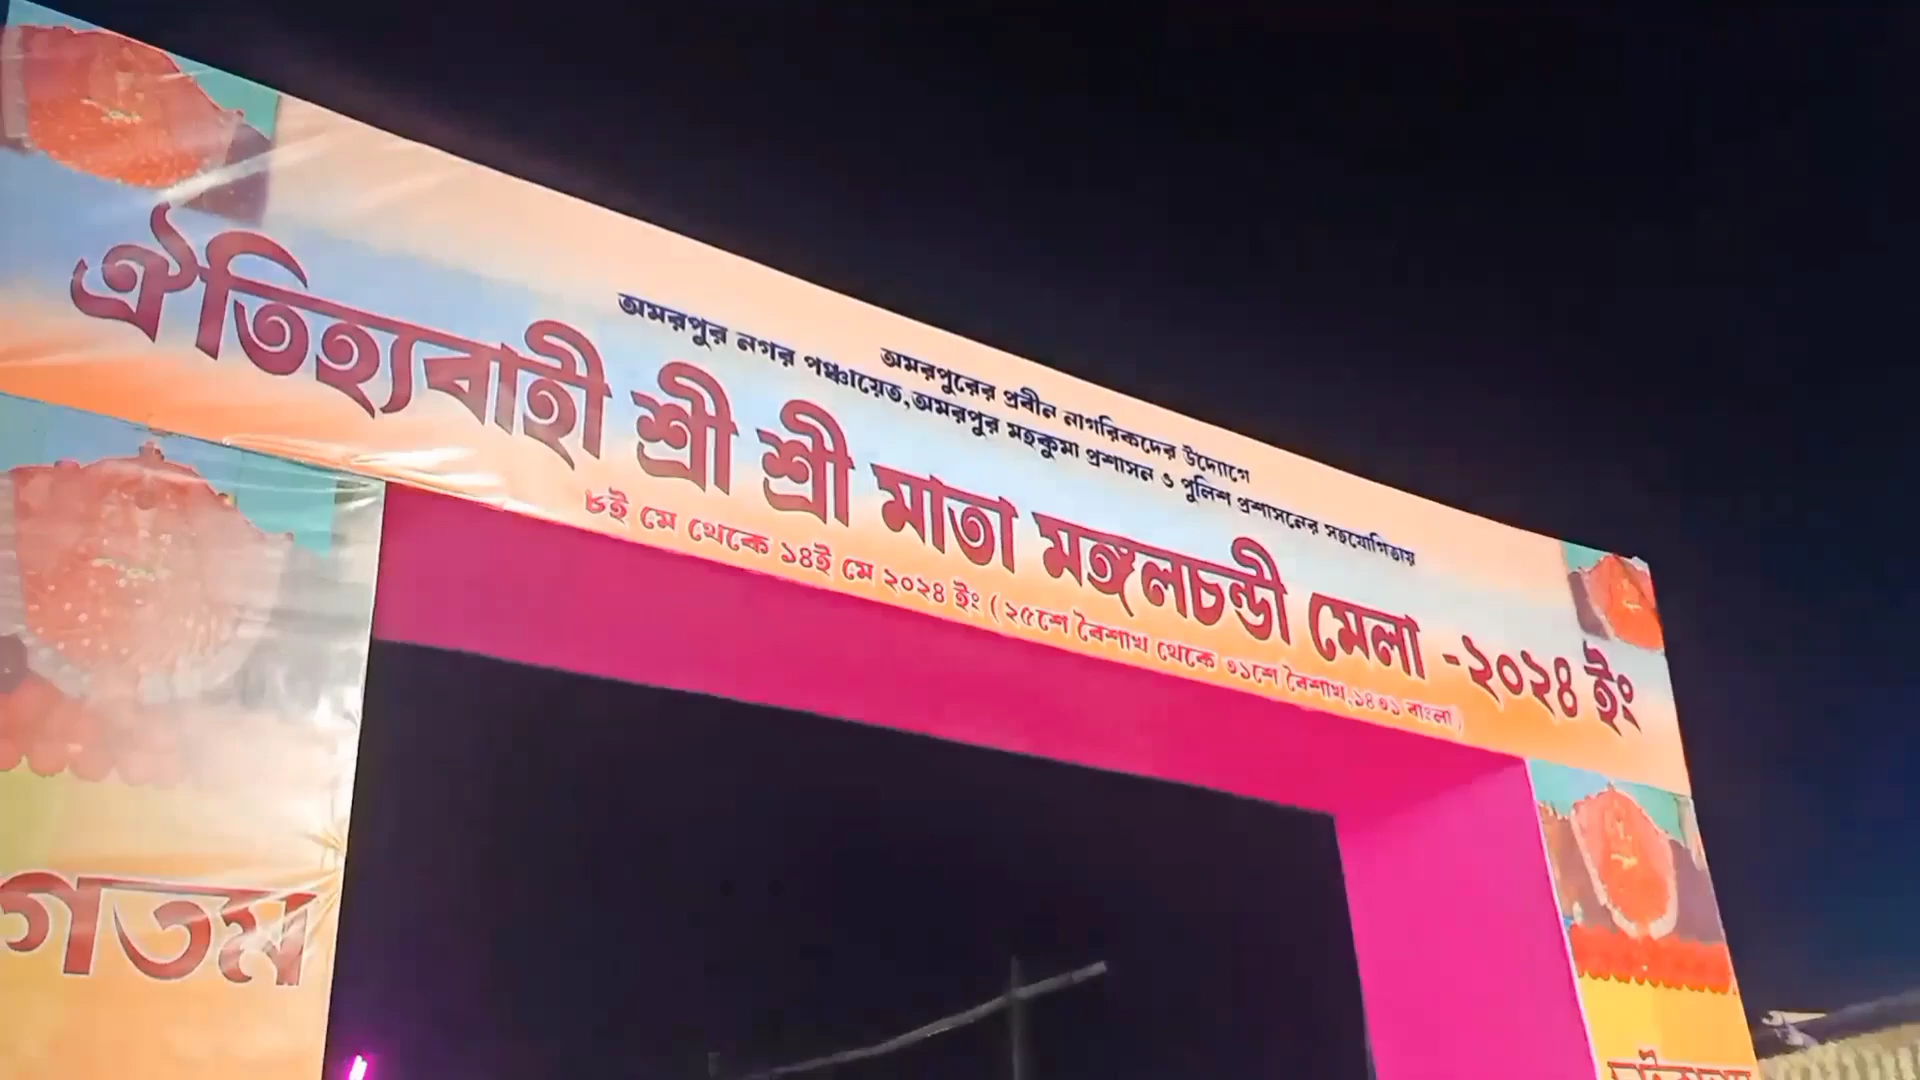 অমরপুরের প্রবীন নাগরিকদের উদ্যোগে
অমরপুর নগর পঞ্চায়েত,অমরপুর মহকুমা প্রশাসন ও পুলিশ প্রশাসনের সহযোগিতায়
ঐতিহ্যবাহী শ্রী শ্রী মাতা মঙ্গলচন্ডী মেলা -২০২৪ ইং
৮ই মে থেকে ১৪ই মে ২০২৪ ইং ( ২৫শে বৈশাখ থেকে ৩১শে বৈশাখ,১৪৩১ বাংলা)
গতম